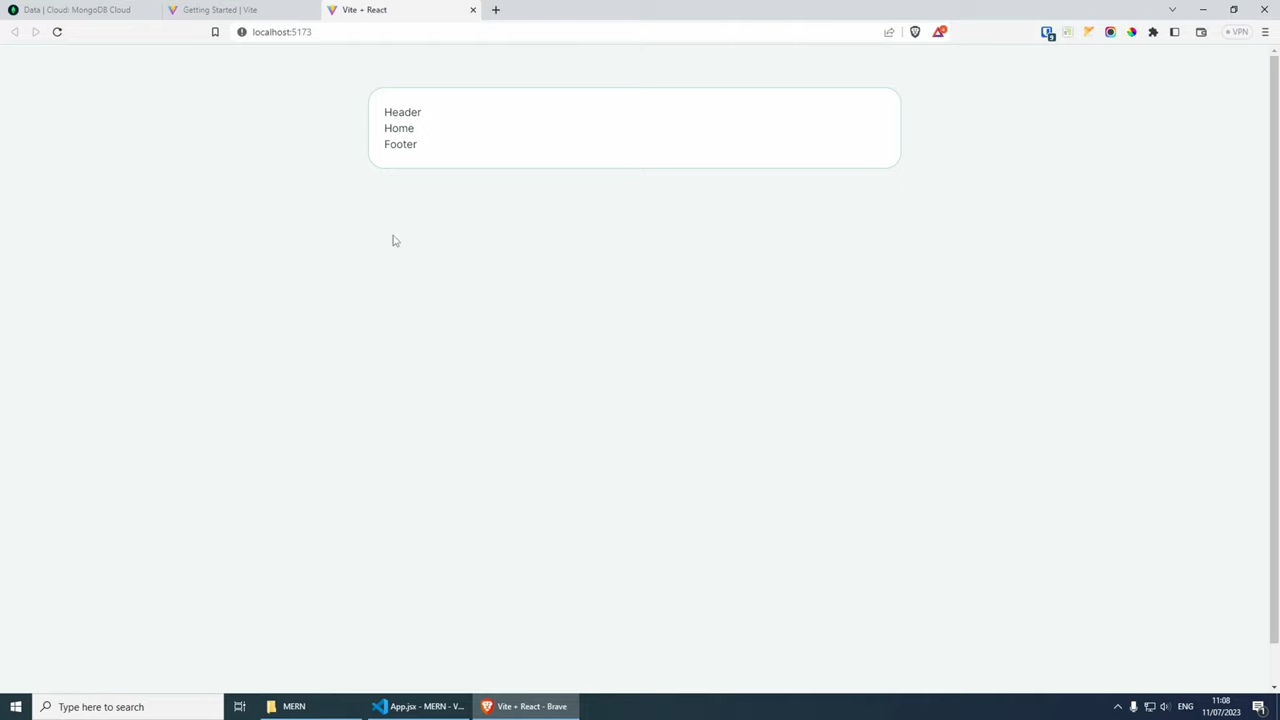 Data | Cloud: MongoDB Cloud
Getting Started | Vite
Vite + React
localhost:5173
VPN
Header
Home
Footer
Type here to search
MERN
App.jsx - MERN - V...
Vite + React - Brave
ENG
11:08
11/07/2023